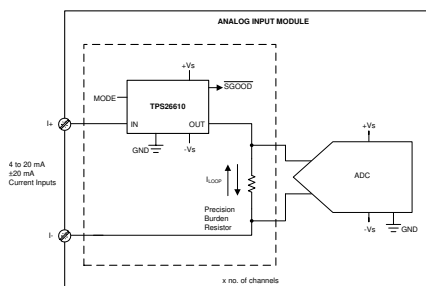 ANALOG INPUT MODULE
+Vs
MODE
TPS26610
SGOOD
I+
IN
OUT
GND
-Vs
4 to 20 mA
±20 mA
Current Inputs
ILOOP
Precision
Burden
Resistor
+Vs
ADC
-Vs
GND
I-
x no. of channels